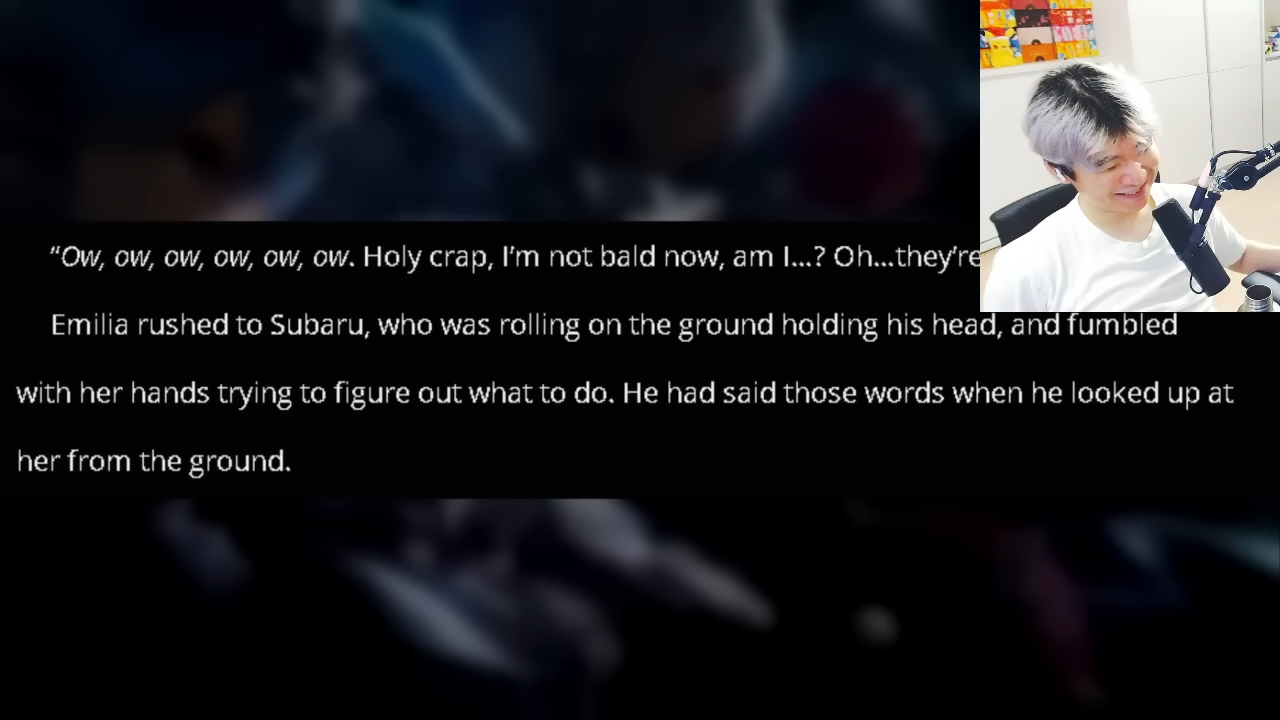 “Ow, ow, ow, ow, ow, ow. Holy crap, I’m not bald now, am I...? Oh...they’re
Emilia rushed to Subaru, who was rolling on the ground holding his head, and fumbled
with her hands trying to figure out what to do. He had said those words when he looked up at
her from the ground.